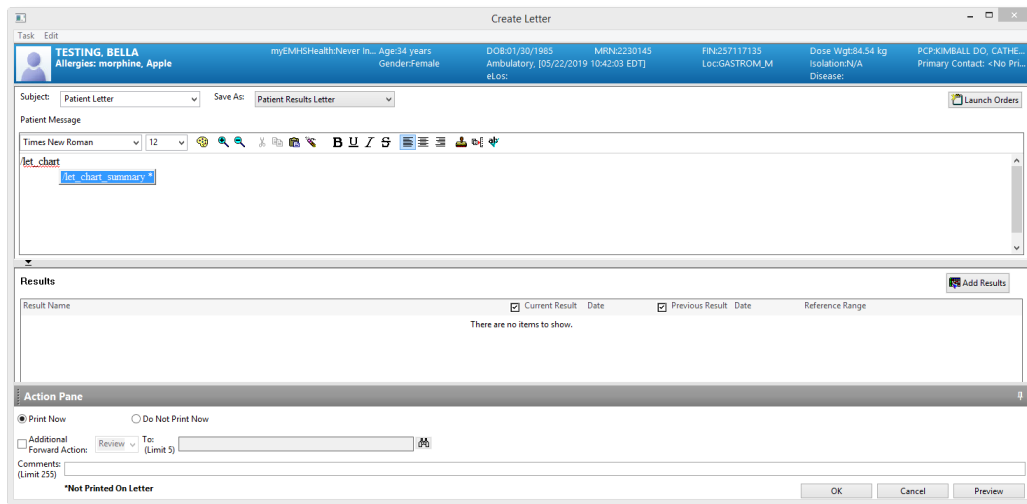 Create Letter
Task Edit
TESTING, BELLA myEMHSHealth:Never In... Age:34 years DOB:01/30/1985 MRN:2230145 FIN:257117135 Dose Wgt:84.54 kg PCP:KIMBALL DO, CATHE...
Allergies: morphine, Apple Gender:Female Ambulatory, [05/22/2019 10:42:03 EDT] Loc:GASTROM_M Isolation:N/A Primary Contact: <No Pri...
eLos: Disease:
Subject: Patient Letter Save As: Patient Results Letter Launch Orders
Patient Message
Times New Roman 12 B U I S
/let_chart
/let_chart_summary *
Results Add Results
Result Name Current Result Date Previous Result Date Reference Range
There are no items to show.
Action Pane
Print Now Do Not Print Now
Additional Forward Action: Review To: (Limit 5)
Comments: (Limit 255)
*Not Printed On Letter OK Cancel Preview